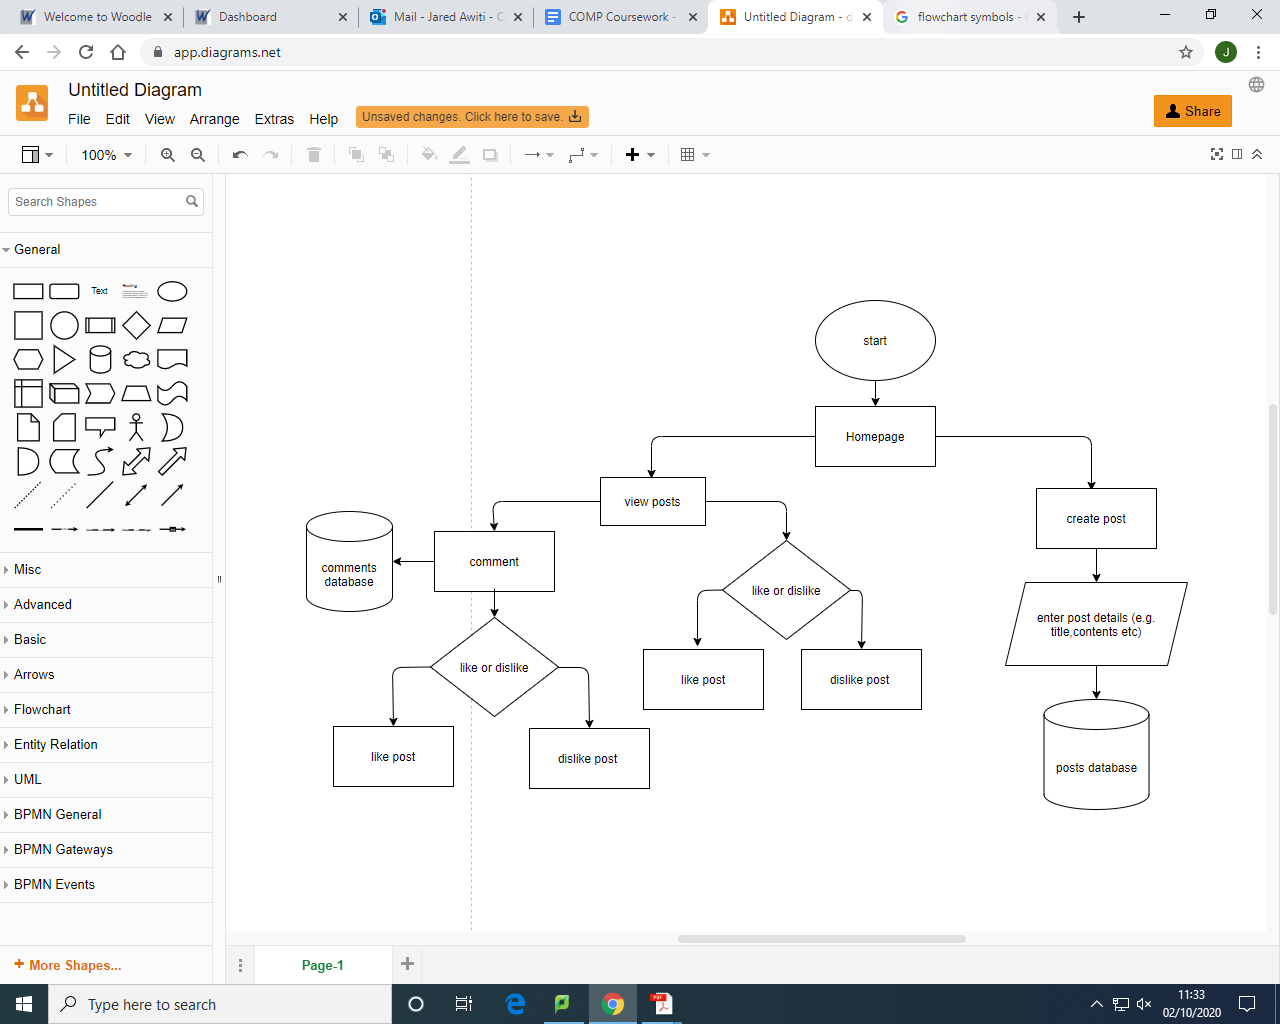 Welcome to Woodle
Dashboard
Mail - Jared Awiti - O
COMP Coursework -
Untitled Diagram - d
flowchart symbols -
app.diagrams.net
J
Untitled Diagram
File Edit View Arrange Extras Help
Unsaved changes. Click here to save.
Share
100%
Search Shapes
General
Text
Heading
Misc
Advanced
Basic
Arrows
Flowchart
Entity Relation
UML
BPMN General
BPMN Gateways
BPMN Events
+ More Shapes...
start
Homepage
view posts
create post
comment
comments
database
like or dislike
enter post details (e.g.
title,contents etc)
like or dislike
like post
dislike post
like post
dislike post
posts database
Page-1
Type here to search
PDF
11:33
02/10/2020